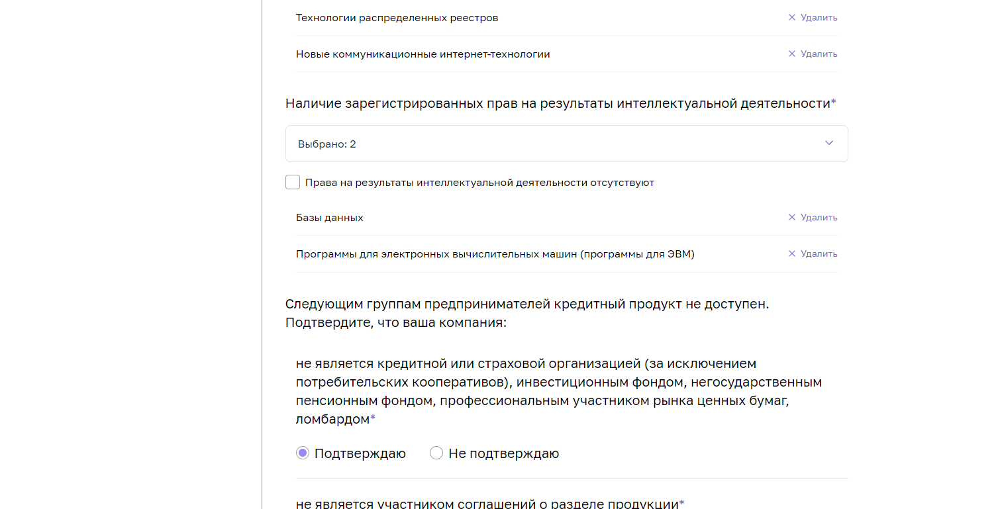 Технологии распределенных реестров
Удалить
Новые коммуникационные интернет-технологии
Удалить
Наличие зарегистрированных прав на результаты интеллектуальной деятельности*
Выбрано: 2
Права на результаты интеллектуальной деятельности отсутствуют
Базы данных
Удалить
Программы для электронных вычислительных машин (программы для ЭВМ)
Удалить
Следующим группам предпринимателей кредитный продукт не доступен.
Подтвердите, что ваша компания:
не является кредитной или страховой организацией (за исключением
потребительских кооперативов), инвестиционным фондом, негосударственным
пенсионным фондом, профессиональным участником рынка ценных бумаг,
ломбардом*
Подтверждаю
Не подтверждаю
не является участником соглашений о разделе продукции*